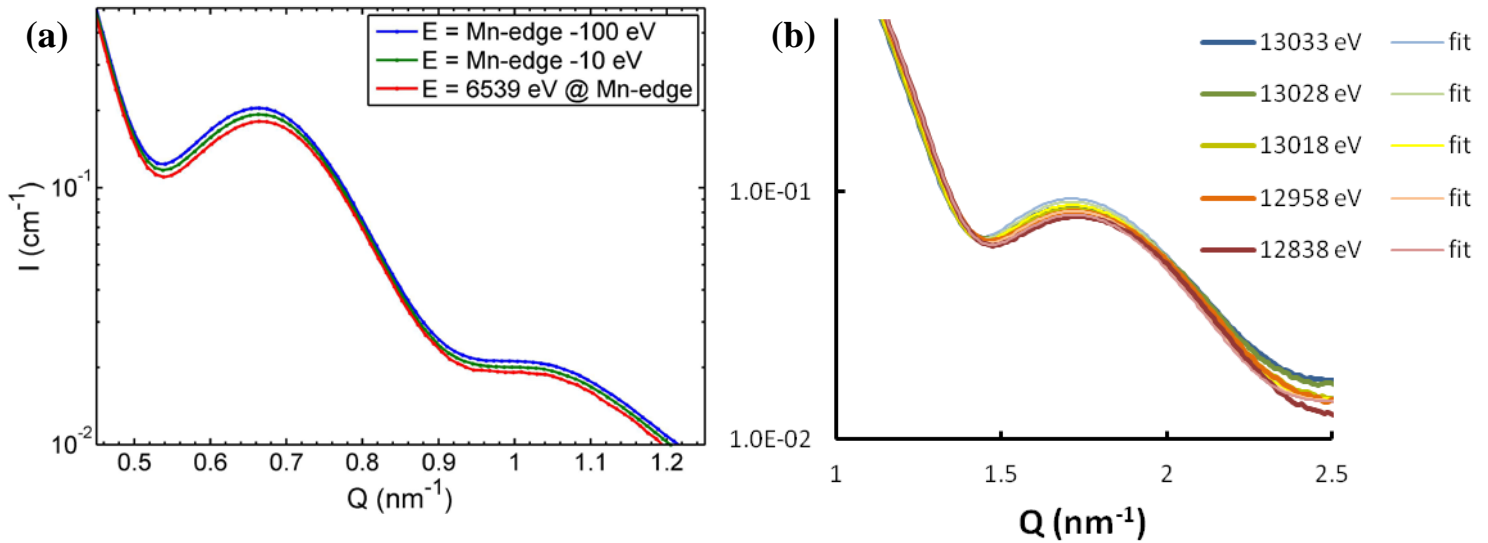 (a)
E = Mn-edge -100 eV
E = Mn-edge -10 eV
E = 6539 eV @ Mn-edge
I (cm⁻¹)
10⁻¹
10⁻²
0.5 0.6 0.7 0.8 0.9 1 1.1 1.2
Q (nm⁻¹)
(b)
13033 eV fit
13028 eV fit
13018 eV fit
12958 eV fit
12838 eV fit
1.0E-01
1.0E-02
1 1.5 2 2.5
Q (nm⁻¹)